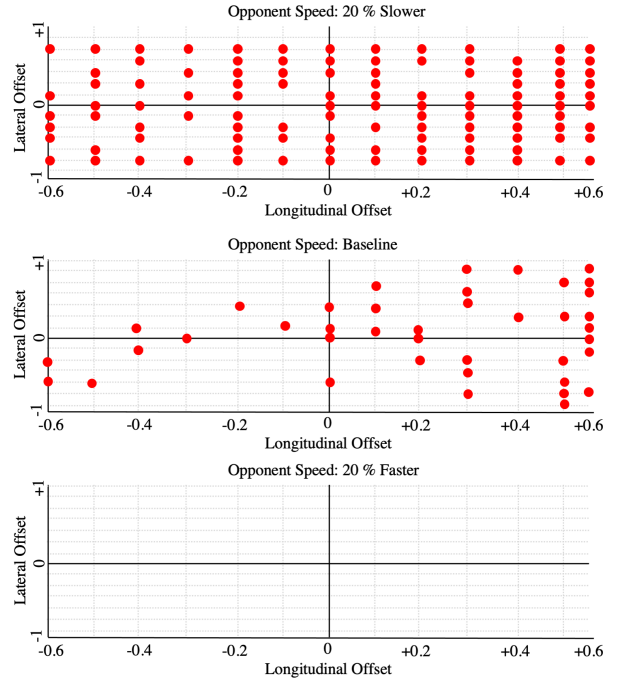 Opponent Speed: 20 % Slower
+1
0
-1
Lateral Offset
-0.6 -0.4 -0.2 0 +0.2 +0.4 +0.6
Longitudinal Offset
Opponent Speed: Baseline
+1
0
-1
Lateral Offset
-0.6 -0.4 -0.2 0 +0.2 +0.4 +0.6
Longitudinal Offset
Opponent Speed: 20 % Faster
+1
0
-1
Lateral Offset
-0.6 -0.4 -0.2 0 +0.2 +0.4 +0.6
Longitudinal Offset